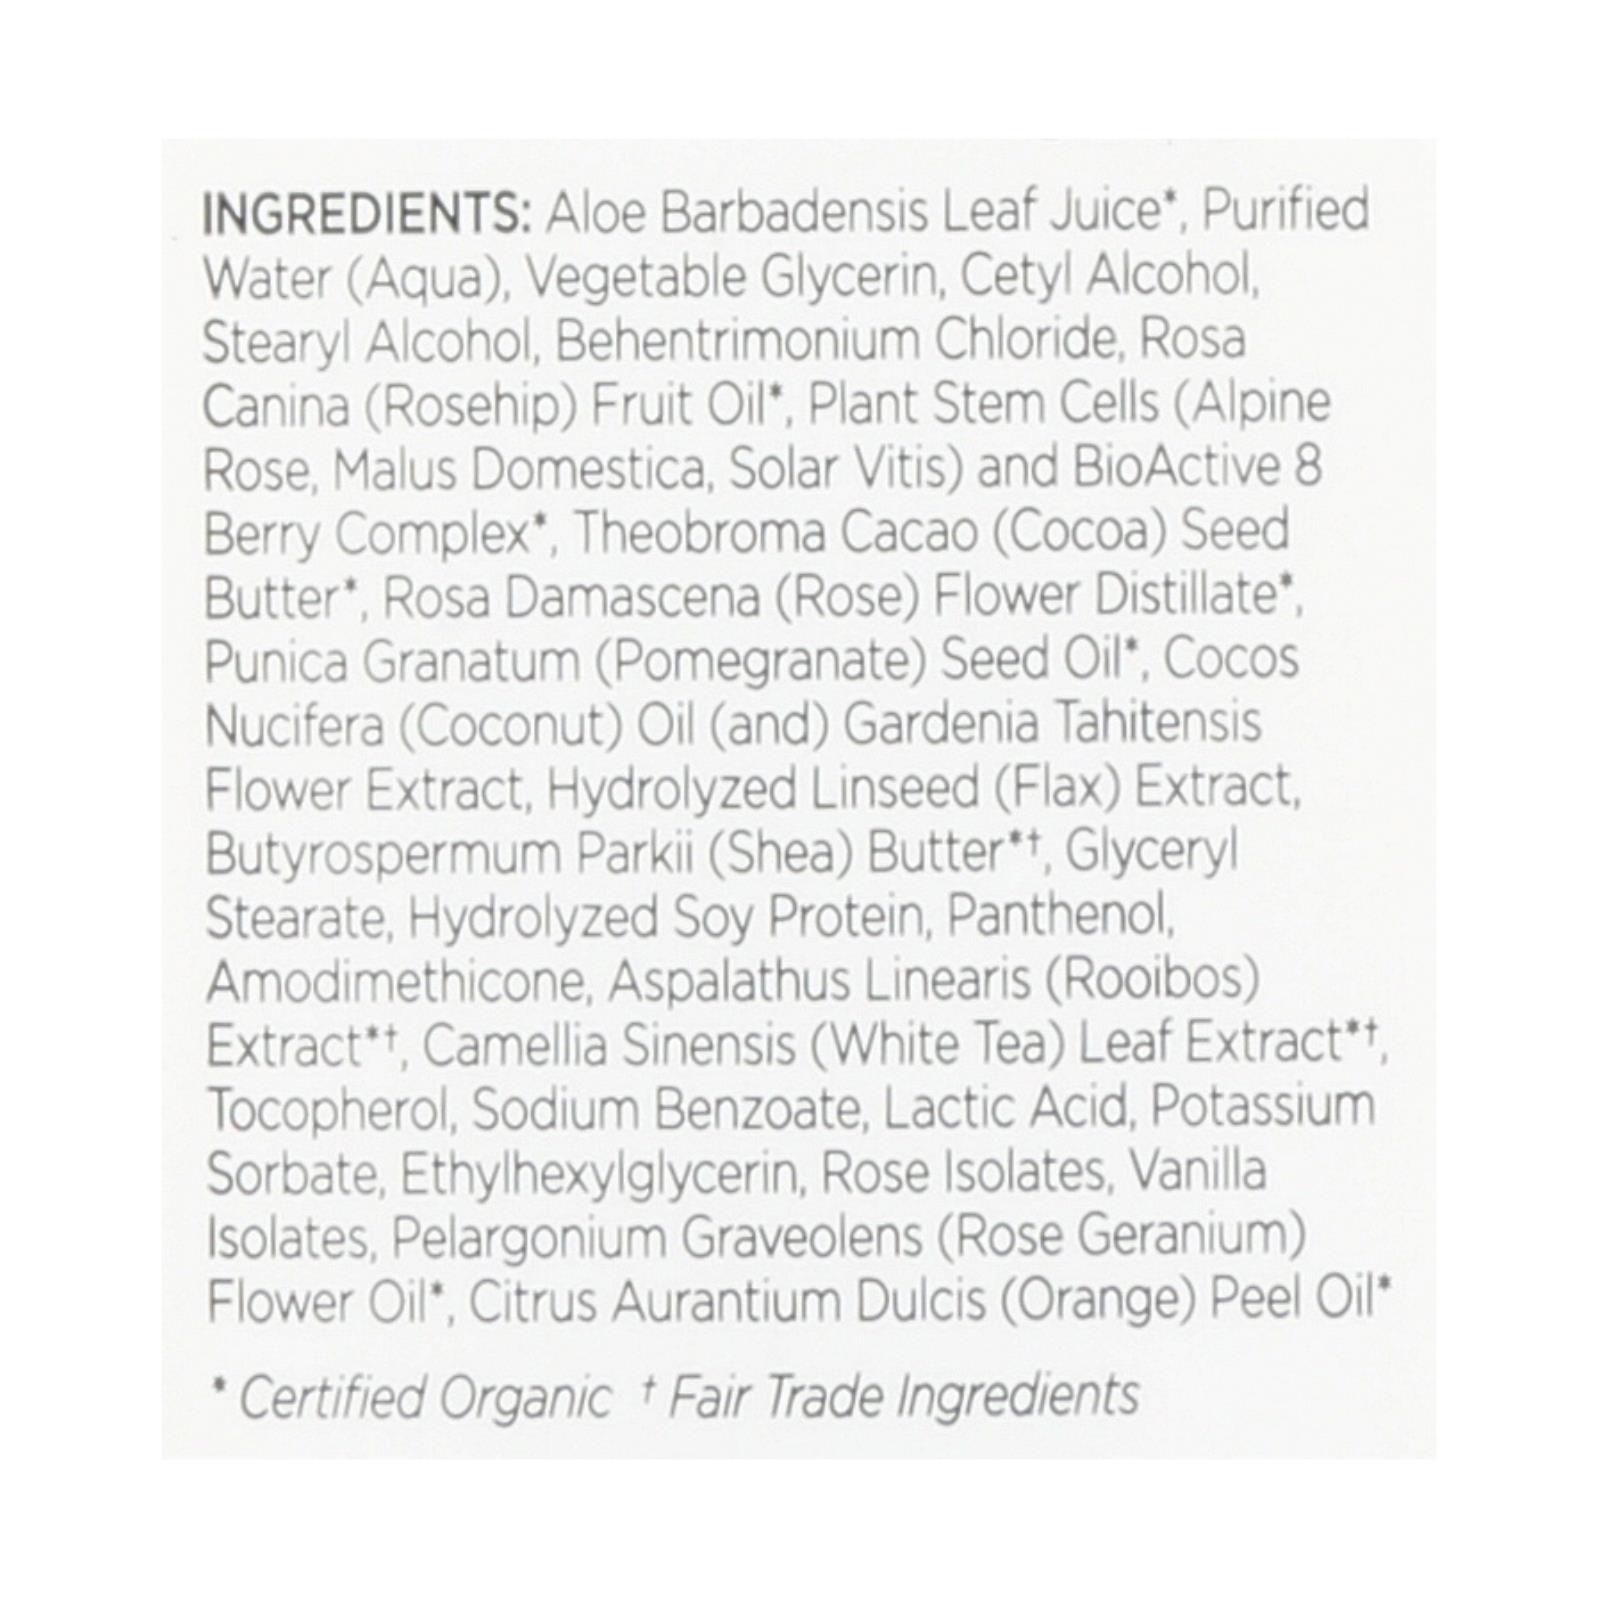 INGREDIENTS: Aloe Barbadensis Leaf Juice*, Purified
Water (Aqua), Vegetable Glycerin, Cetyl Alcohol,
Stearyl Alcohol, Behentrimonium Chloride, Rosa
Canina (Rosehip) Fruit Oil*, Plant Stem Cells (Alpine
Rose, Malus Domestica, Solar Vitis) and BioActive 8
Berry Complex*, Theobroma Cacao (Cocoa) Seed
Butter*, Rosa Damascena (Rose) Flower Distillate*,
Punica Granatum (Pomegranate) Seed Oil*, Cocos
Nucifera (Coconut) Oil (and) Gardenia Tahitensis
Flower Extract, Hydrolyzed Linseed (Flax) Extract,
Butyrospermum Parkii (Shea) Butter*†, Glyceryl
Stearate, Hydrolyzed Soy Protein, Panthenol,
Amodimethicone, Aspalathus Linearis (Rooibos)
Extract*†, Camellia Sinensis (White Tea) Leaf Extract*†,
Tocopherol, Sodium Benzoate, Lactic Acid, Potassium
Sorbate, Ethylhexylglycerin, Rose Isolates, Vanilla
Isolates, Pelargonium Graveolens (Rose Geranium)
Flower Oil*, Citrus Aurantium Dulcis (Orange) Peel Oil*
* Certified Organic † Fair Trade Ingredients